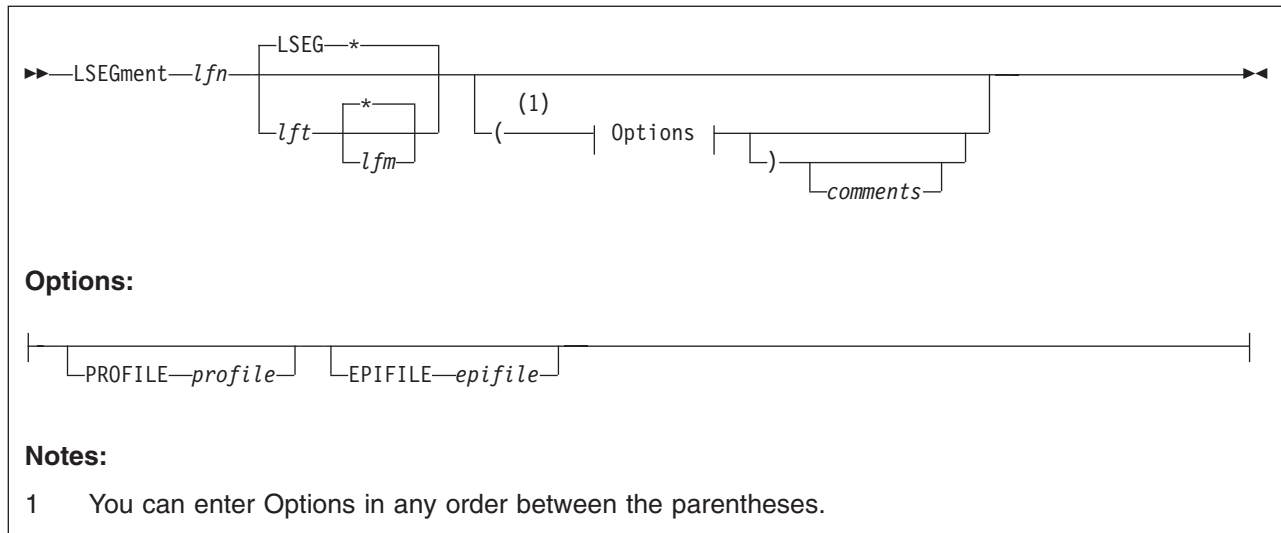 LSEG *
LSEGment lfn
lft * lfm
(1)
( Options )
comments
Options:
PROFILE profile EPIFILE epifile
Notes:
1 You can enter Options in any order between the parentheses.